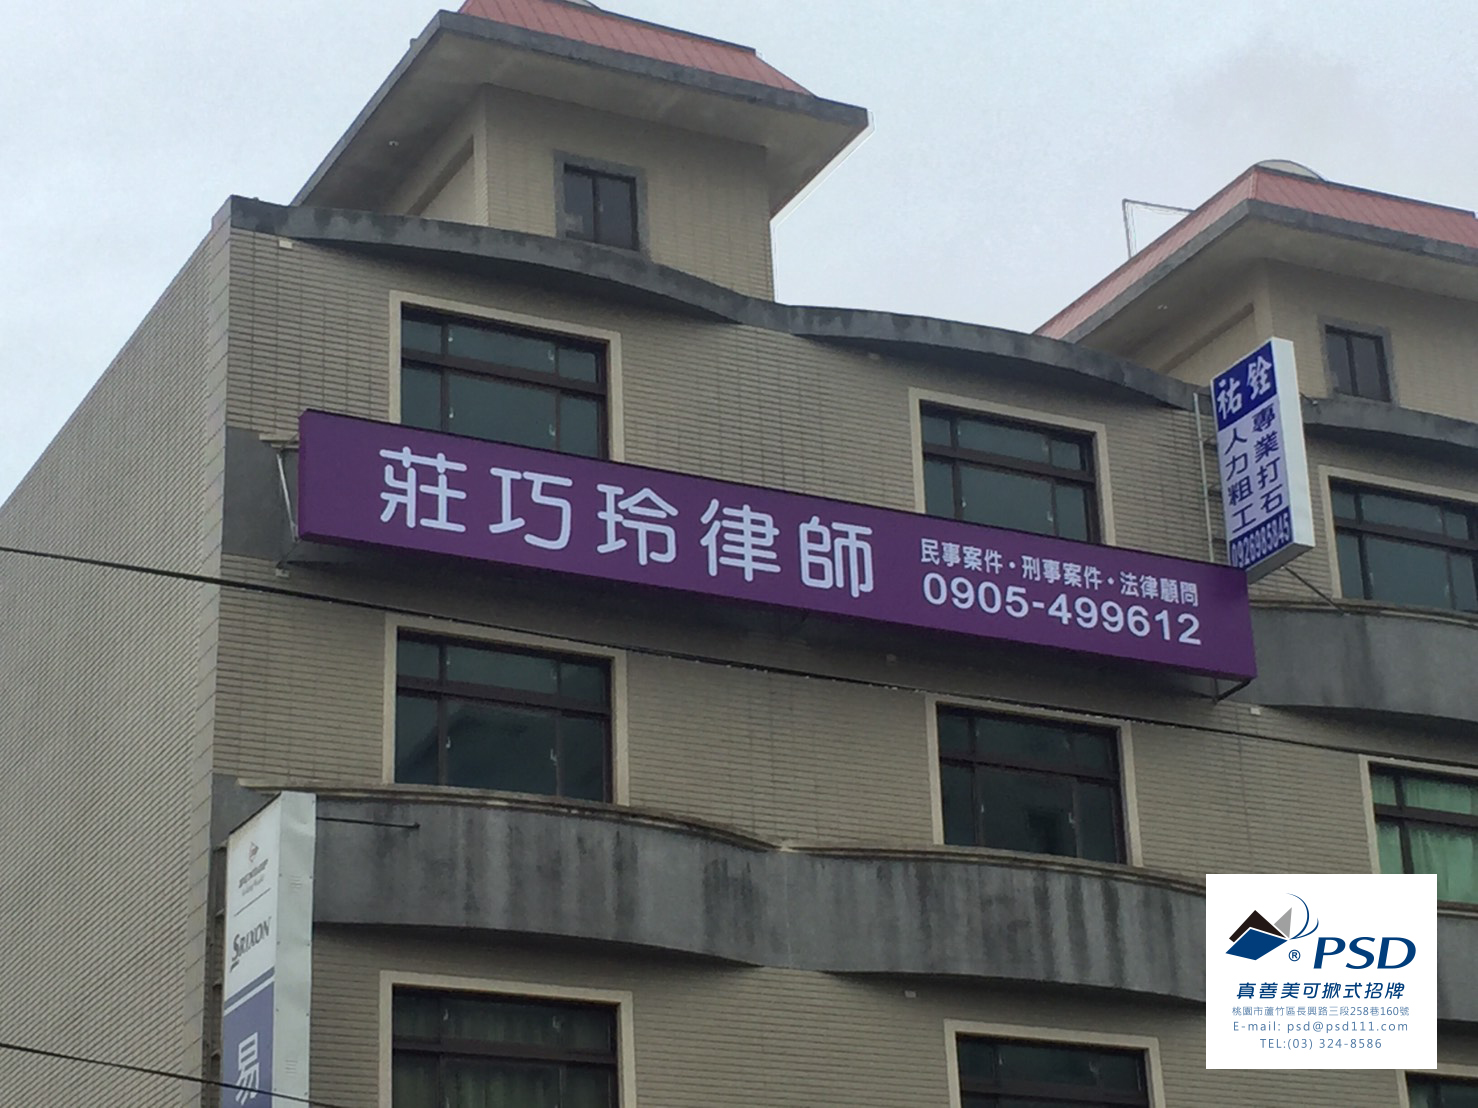 莊巧玲律師
民事案件・刑事案件・法律顧問
0905-499612
祐銓
專業打石
人力粗工
0926985845
SRIXON
易
PSD
真善美可掀式招牌
桃園市蘆竹區長興路三段258巷160號
E-mail: psd@psd111.com
TEL:(03) 324-8586